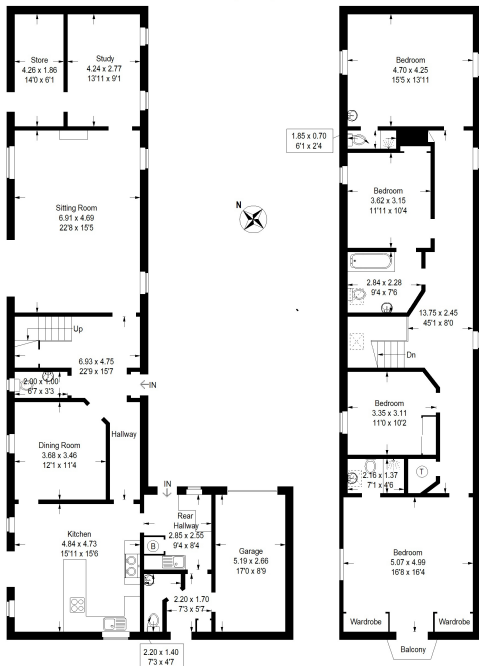 Store
4.26 x 1.86
14'0 x 6'1
Study
4.24 x 2.77
13'11 x 9'1
Sitting Room
6.91 x 4.69
22'8 x 15'5
N
Up
6.93 x 4.75
22'9 x 15'7
2.00 x 1.00
6'7 x 3'3
IN
Hallway
Dining Room
3.68 x 3.46
12'1 x 11'4
Kitchen
4.84 x 4.73
15'11 x 15'6
IN
Rear
Hallway
2.85 x 2.55
9'4 x 8'4
B
Garage
5.19 x 2.66
17'0 x 8'9
2.20 x 1.70
7'3 x 5'7
2.20 x 1.40
7'3 x 4'7
Bedroom
4.70 x 4.25
15'5 x 13'11
1.85 x 0.70
6'1 x 2'4
Bedroom
3.62 x 3.15
11'11 x 10'4
2.84 x 2.28
9'4 x 7'6
13.75 x 2.45
45'1 x 8'0
Dn
Bedroom
3.35 x 3.11
11'0 x 10'2
2.16 x 1.37
7'1 x 4'6
T
Bedroom
5.07 x 4.99
16'8 x 16'4
Wardrobe
Wardrobe
Balcony